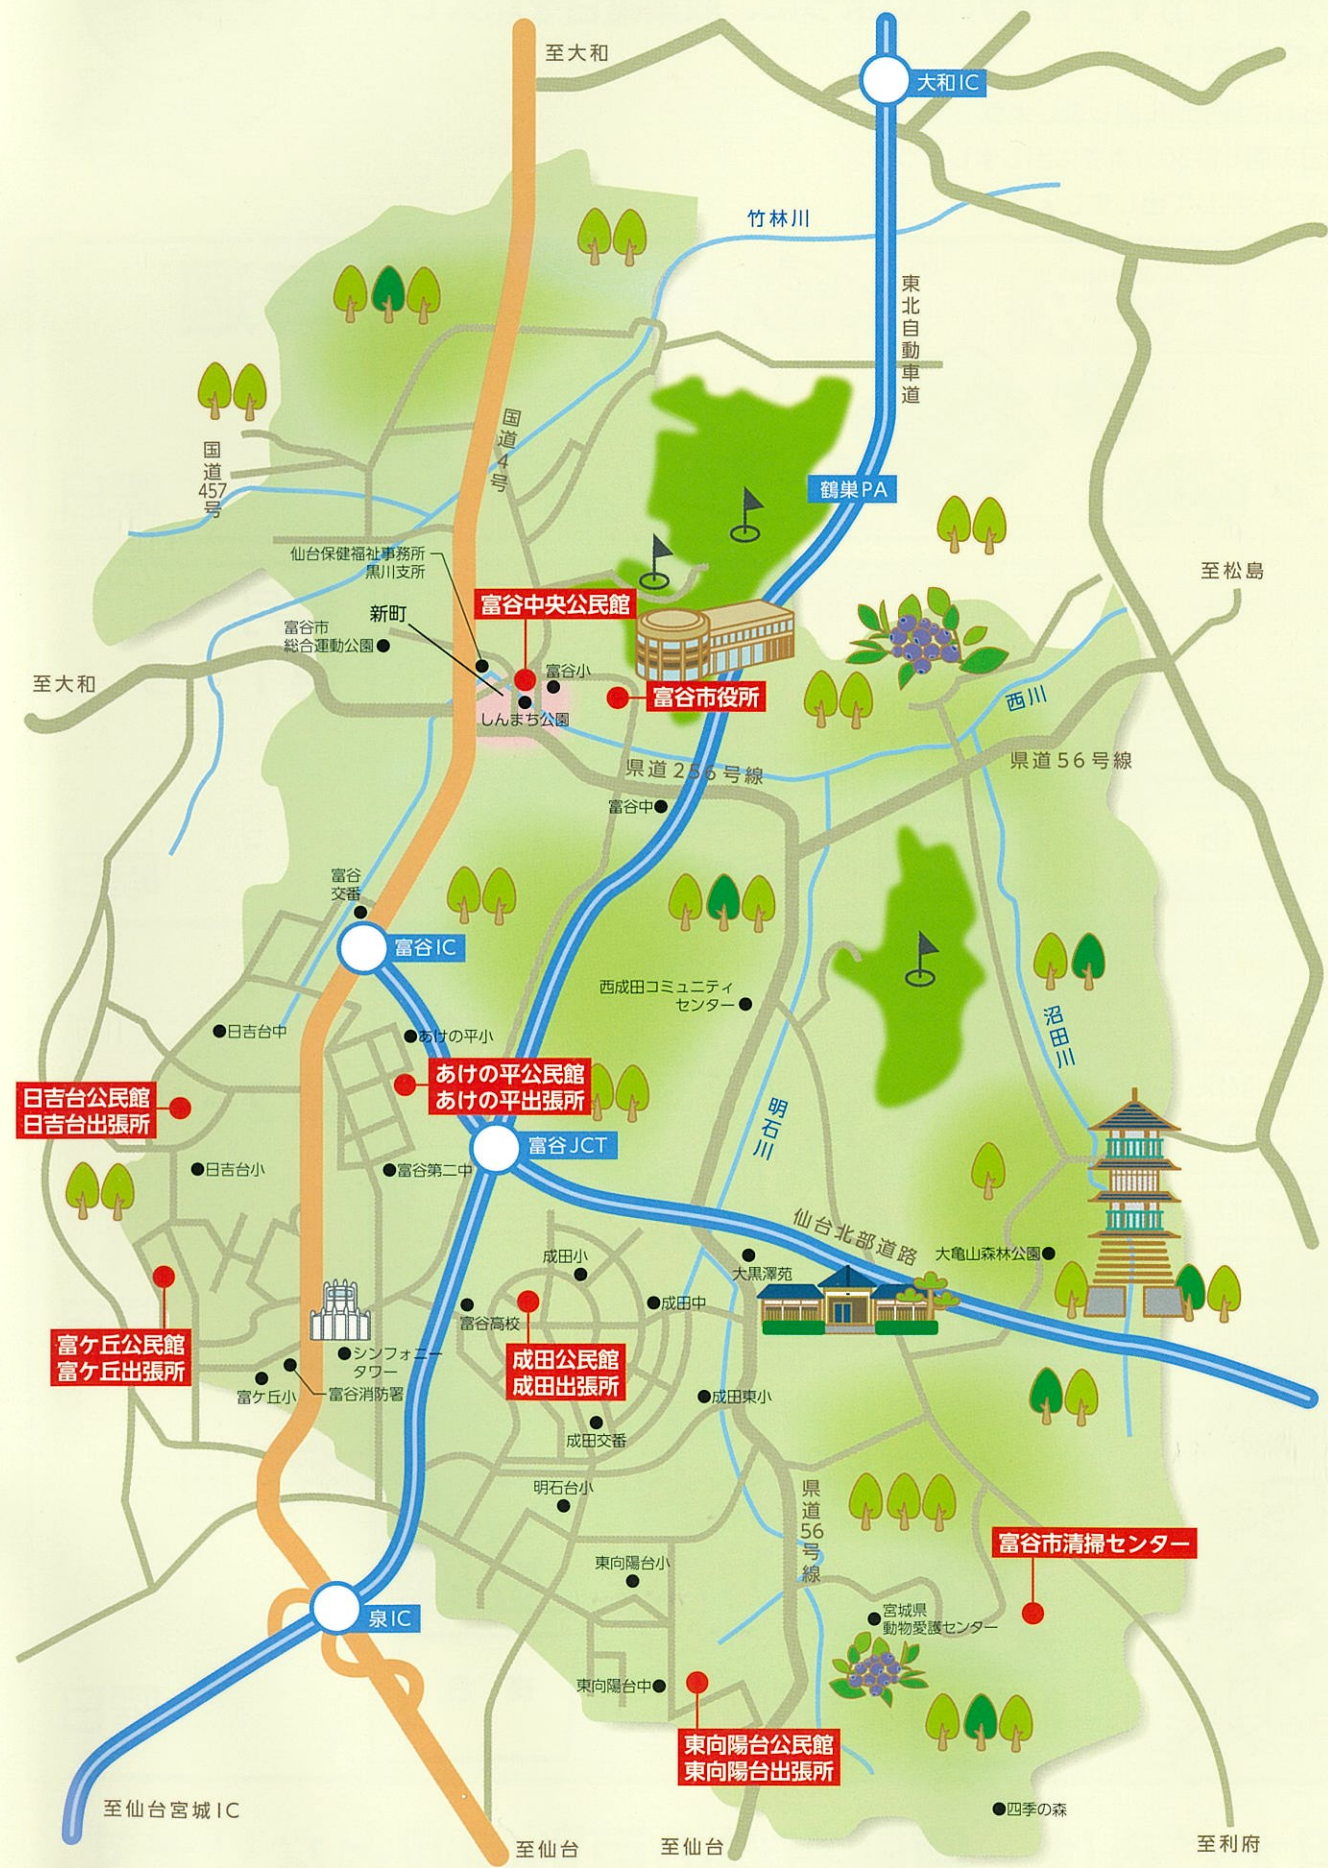 至大和
大和IC
竹林川
東北自動車道
国道4号
国道457号
鶴巣PA
仙台保健福祉事務所
黒川支所
至松島
富谷中央公民館
新町
富谷市
総合運動公園
富谷小
至大和
富谷市役所
西川
しんまち公園
県道256号線
県道56号線
富谷中
富谷
交番
富谷IC
西成田コミュニティ
センター
日吉台中
あけの平小
沼田川
あけの平公民館
あけの平出張所
日吉台公民館
日吉台出張所
明石川
富谷JCT
日吉台小
富谷第二中
仙台北部道路
成田小
大亀山森林公園
大黒澤苑
成田中
富谷高校
富ケ丘公民館
富ケ丘出張所
シンフォニー
タワー
成田公民館
成田出張所
富ケ丘小
富谷消防署
成田東小
成田交番
明石台小
県道56号線
富谷市清掃センター
東向陽台小
泉IC
宮城県
動物愛護センター
東向陽台中
東向陽台公民館
東向陽台出張所
至仙台宮城IC
四季の森
至仙台
至仙台
至利府